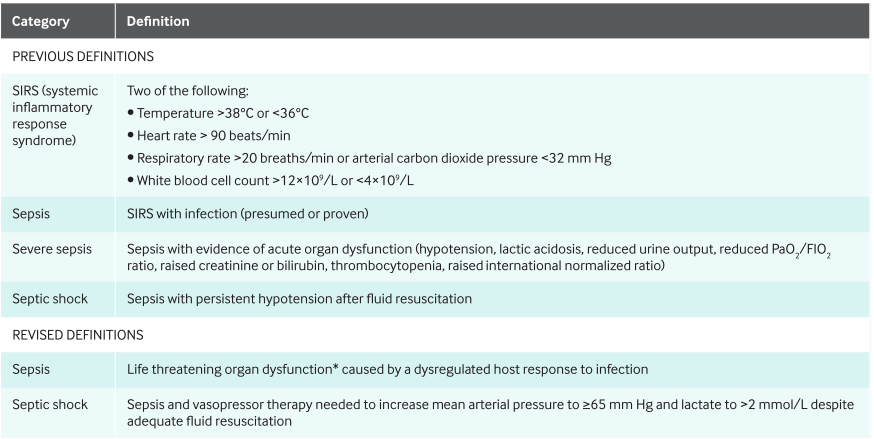 Category Definition
PREVIOUS DEFINITIONS
SIRS (systemic
inflammatory
response
syndrome)
Two of the following:
• Temperature >38°C or <36°C
• Heart rate > 90 beats/min
• Respiratory rate >20 breaths/min or arterial carbon dioxide pressure <32 mm Hg
• White blood cell count >12×10⁹/L or <4×10⁹/L
Sepsis SIRS with infection (presumed or proven)
Severe sepsis Sepsis with evidence of acute organ dysfunction (hypotension, lactic acidosis, reduced urine output, reduced PaO₂/FIO₂
ratio, raised creatinine or bilirubin, thrombocytopenia, raised international normalized ratio)
Septic shock Sepsis with persistent hypotension after fluid resuscitation
REVISED DEFINITIONS
Sepsis Life threatening organ dysfunction* caused by a dysregulated host response to infection
Septic shock Sepsis and vasopressor therapy needed to increase mean arterial pressure to ≥65 mm Hg and lactate to >2 mmol/L despite
adequate fluid resuscitation